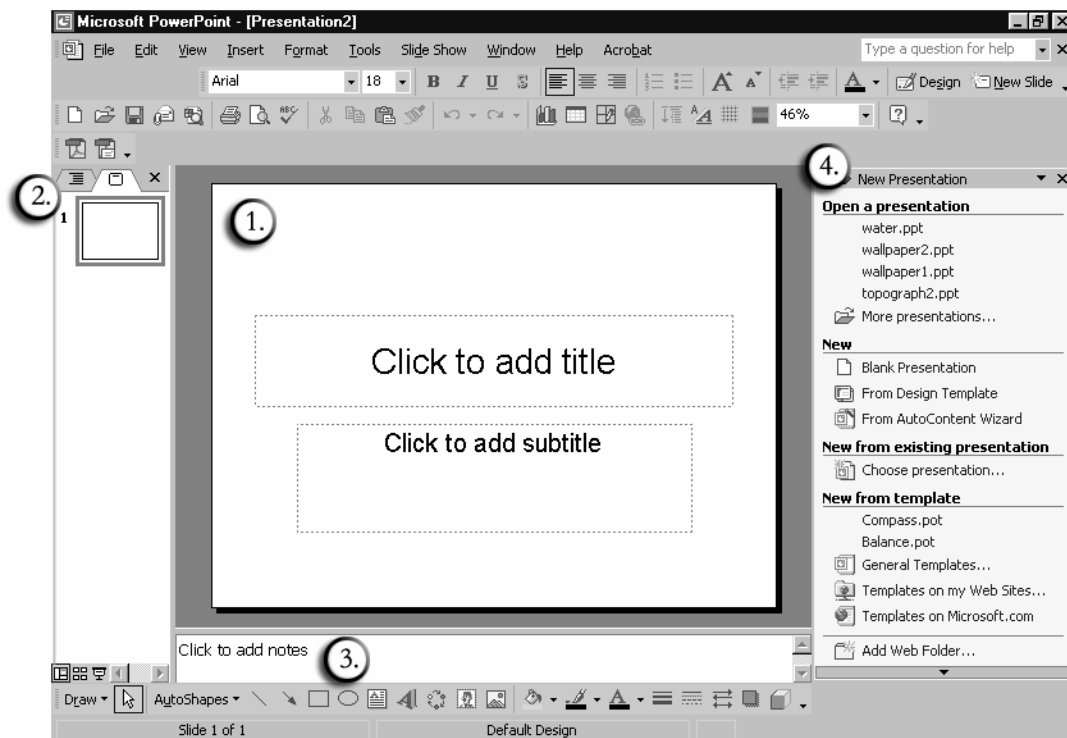 Microsoft PowerPoint - [Presentation2]
File Edit View Insert Format Tools Slide Show Window Help Acrobat Type a question for help
Arial 18 B I U S A A A Design New Slide
ABC A A 46% ?
2.
4. New Presentation
1
1.
Open a presentation
water.ppt
wallpaper2.ppt
wallpaper1.ppt
topograph2.ppt
More presentations...
Click to add title
New
Blank Presentation
From Design Template
From AutoContent Wizard
Click to add subtitle
New from existing presentation
Choose presentation...
New from template
Compass.pot
Balance.pot
General Templates...
Templates on my Web Sites...
Templates on Microsoft.com
Add Web Folder...
Click to add notes 3.
Draw AutoShapes A A
Slide 1 of 1 Default Design